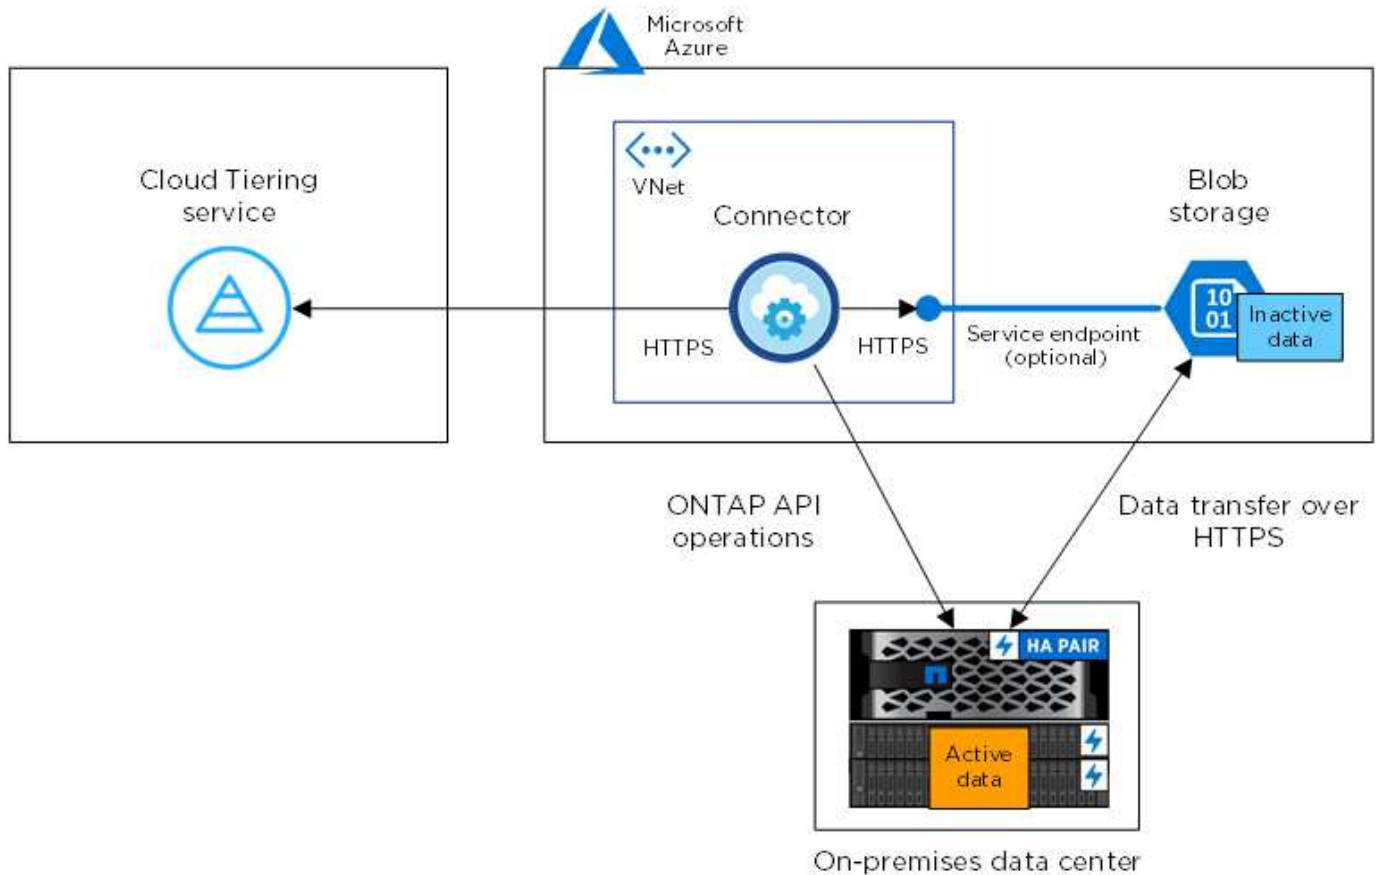 Microsoft
Azure
Cloud Tiering
service
VNet
Connector
Blob
storage
HTTPS
HTTPS
Service endpoint
(optional)
10
01
Inactive
data
ONTAP API
operations
Data transfer over
HTTPS
HA PAIR
Active
data
On-premises data center